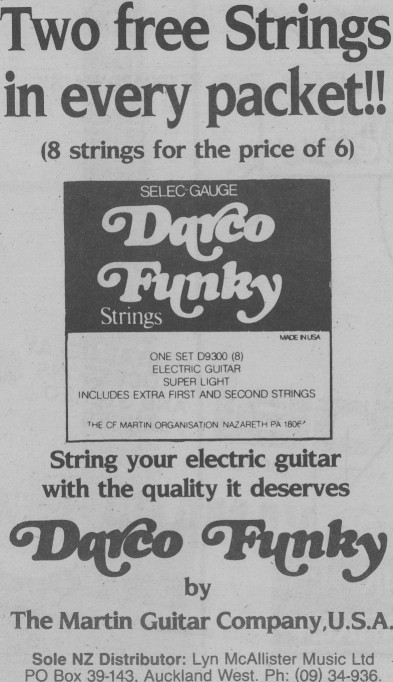 Two free Strings
in every packet!!
(8 strings for the price of 6)
SELEC-GAUGE
Darco
Funky
Strings
MADE IN USA
ONE SET D9300 (8)
ELECTRIC GUITAR
SUPER LIGHT
INCLUDES EXTRA FIRST AND SECOND STRINGS
THE CF MARTIN ORGANISATION NAZARETH PA
String your electric guitar
with the quality it deserves
Darco Funky
by
The Martin Guitar Company, U.S.A.
Sole NZ Distributor: Lyn McAllister Music Ltd
PO Box 39-143, Auckland West. Ph: (09) 34-936.